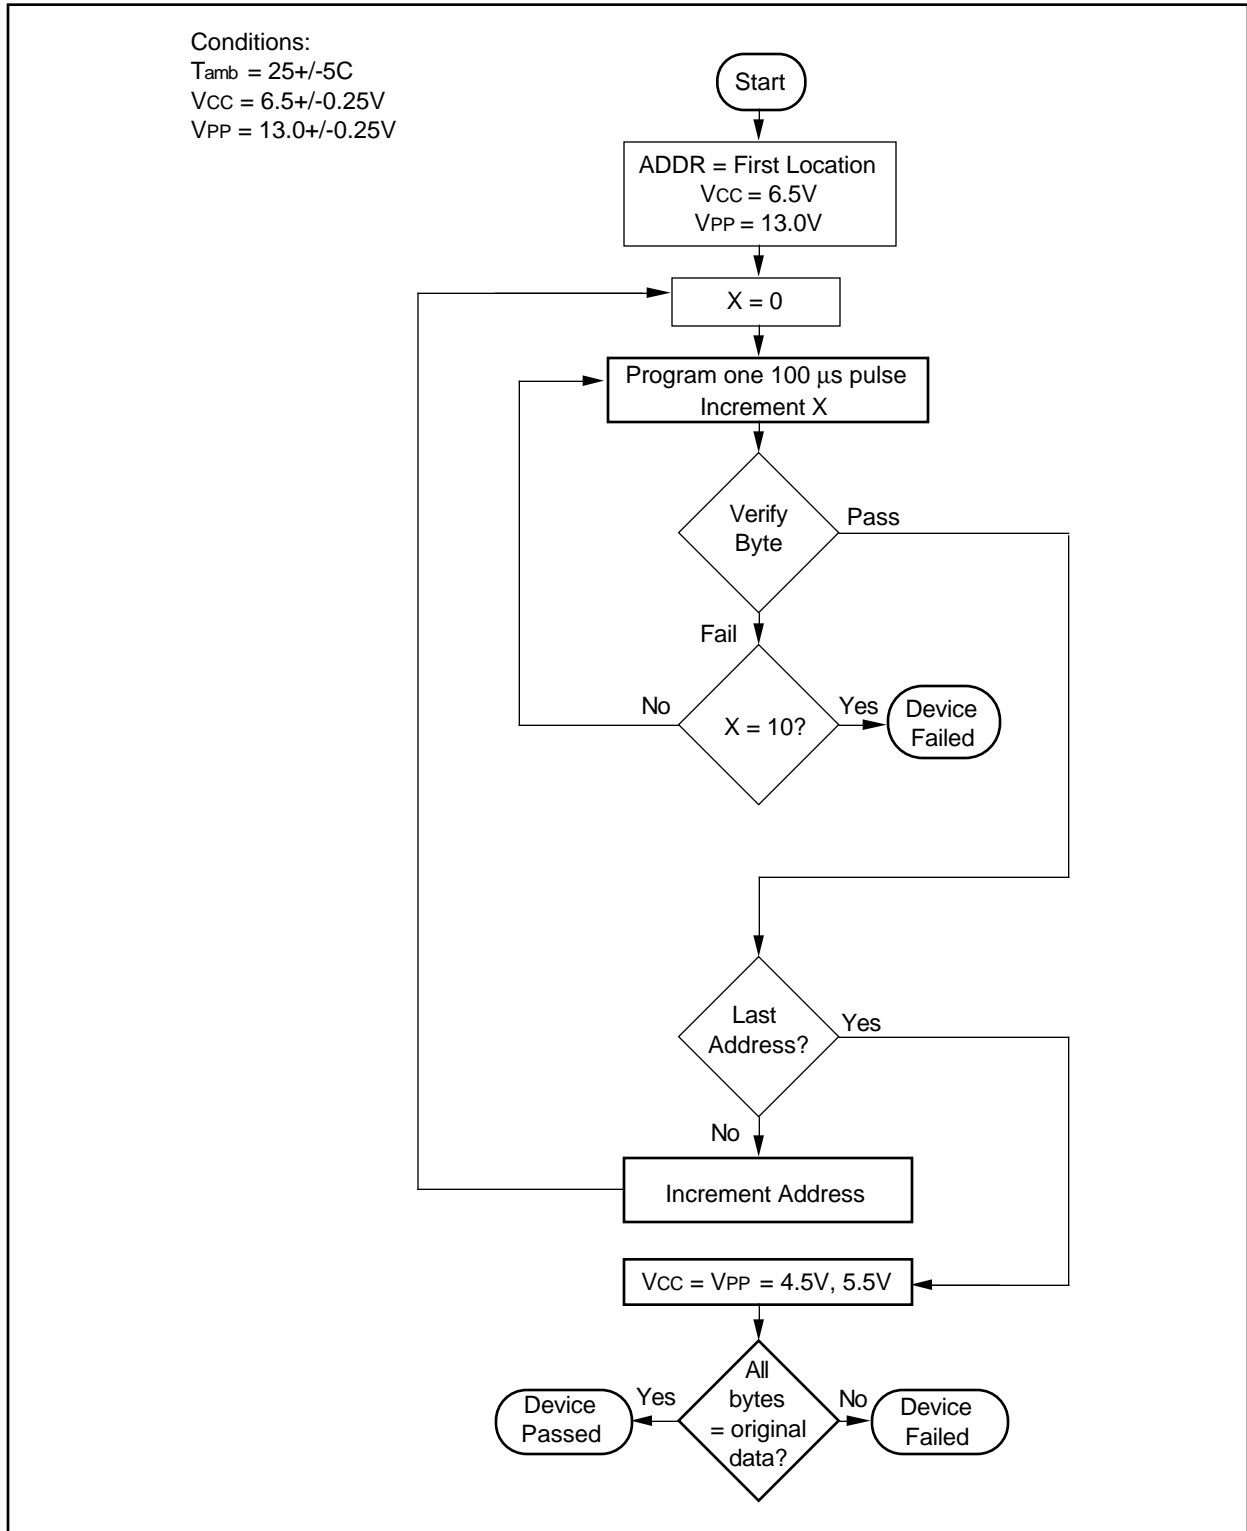 Conditions:
Tamb = 25+/-5C
VCC = 6.5+/-0.25V
VPP = 13.0+/-0.25V
Start
ADDR = First Location
VCC = 6.5V
VPP = 13.0V
X = 0
Program one 100 µs pulse
Increment X
Verify
Byte
Pass
Fail
X = 10?
No
Yes
Device
Failed
Last
Address?
Yes
No
Increment Address
VCC = VPP = 4.5V, 5.5V
All
bytes
= original
data?
Yes
Device
Passed
No
Device
Failed